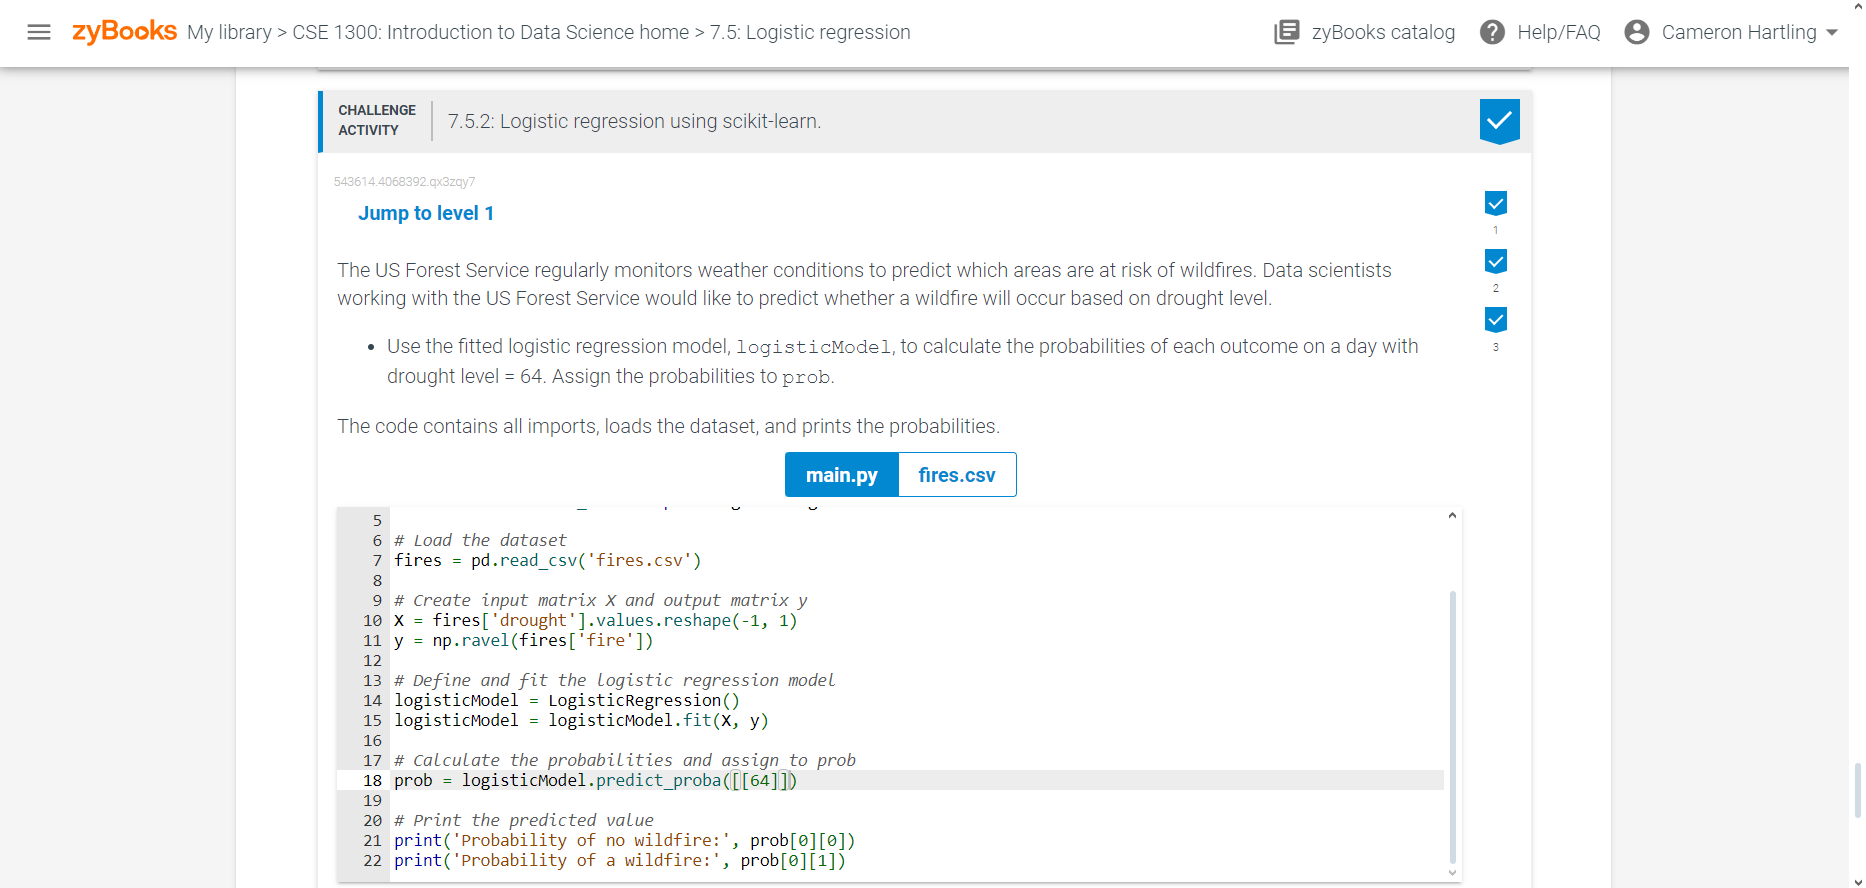 zyBooks My library > CSE 1300: Introduction to Data Science home > 7.5: Logistic regression
zyBooks catalog
Help/FAQ
Cameron Hartling
CHALLENGE
ACTIVITY
7.5.2: Logistic regression using scikit-learn.
543614.4068392.qx3zqy7
Jump to level 1
1
2
3
The US Forest Service regularly monitors weather conditions to predict which areas are at risk of wildfires. Data scientists
working with the US Forest Service would like to predict whether a wildfire will occur based on drought level.
• Use the fitted logistic regression model, logisticModel, to calculate the probabilities of each outcome on a day with
drought level = 64. Assign the probabilities to prob.
The code contains all imports, loads the dataset, and prints the probabilities.
main.py
fires.csv
5
6 # Load the dataset
7 fires = pd.read_csv('fires.csv')
8
9 # Create input matrix X and output matrix y
10 X = fires['drought'].values.reshape(-1, 1)
11 y = np.ravel(fires['fire'])
12
13 # Define and fit the logistic regression model
14 logisticModel = LogisticRegression()
15 logisticModel = logisticModel.fit(X, y)
16
17 # Calculate the probabilities and assign to prob
18 prob = logisticModel.predict_proba([[64]])
19
20 # Print the predicted value
21 print('Probability of no wildfire:', prob[0][0])
22 print('Probability of a wildfire:', prob[0][1])